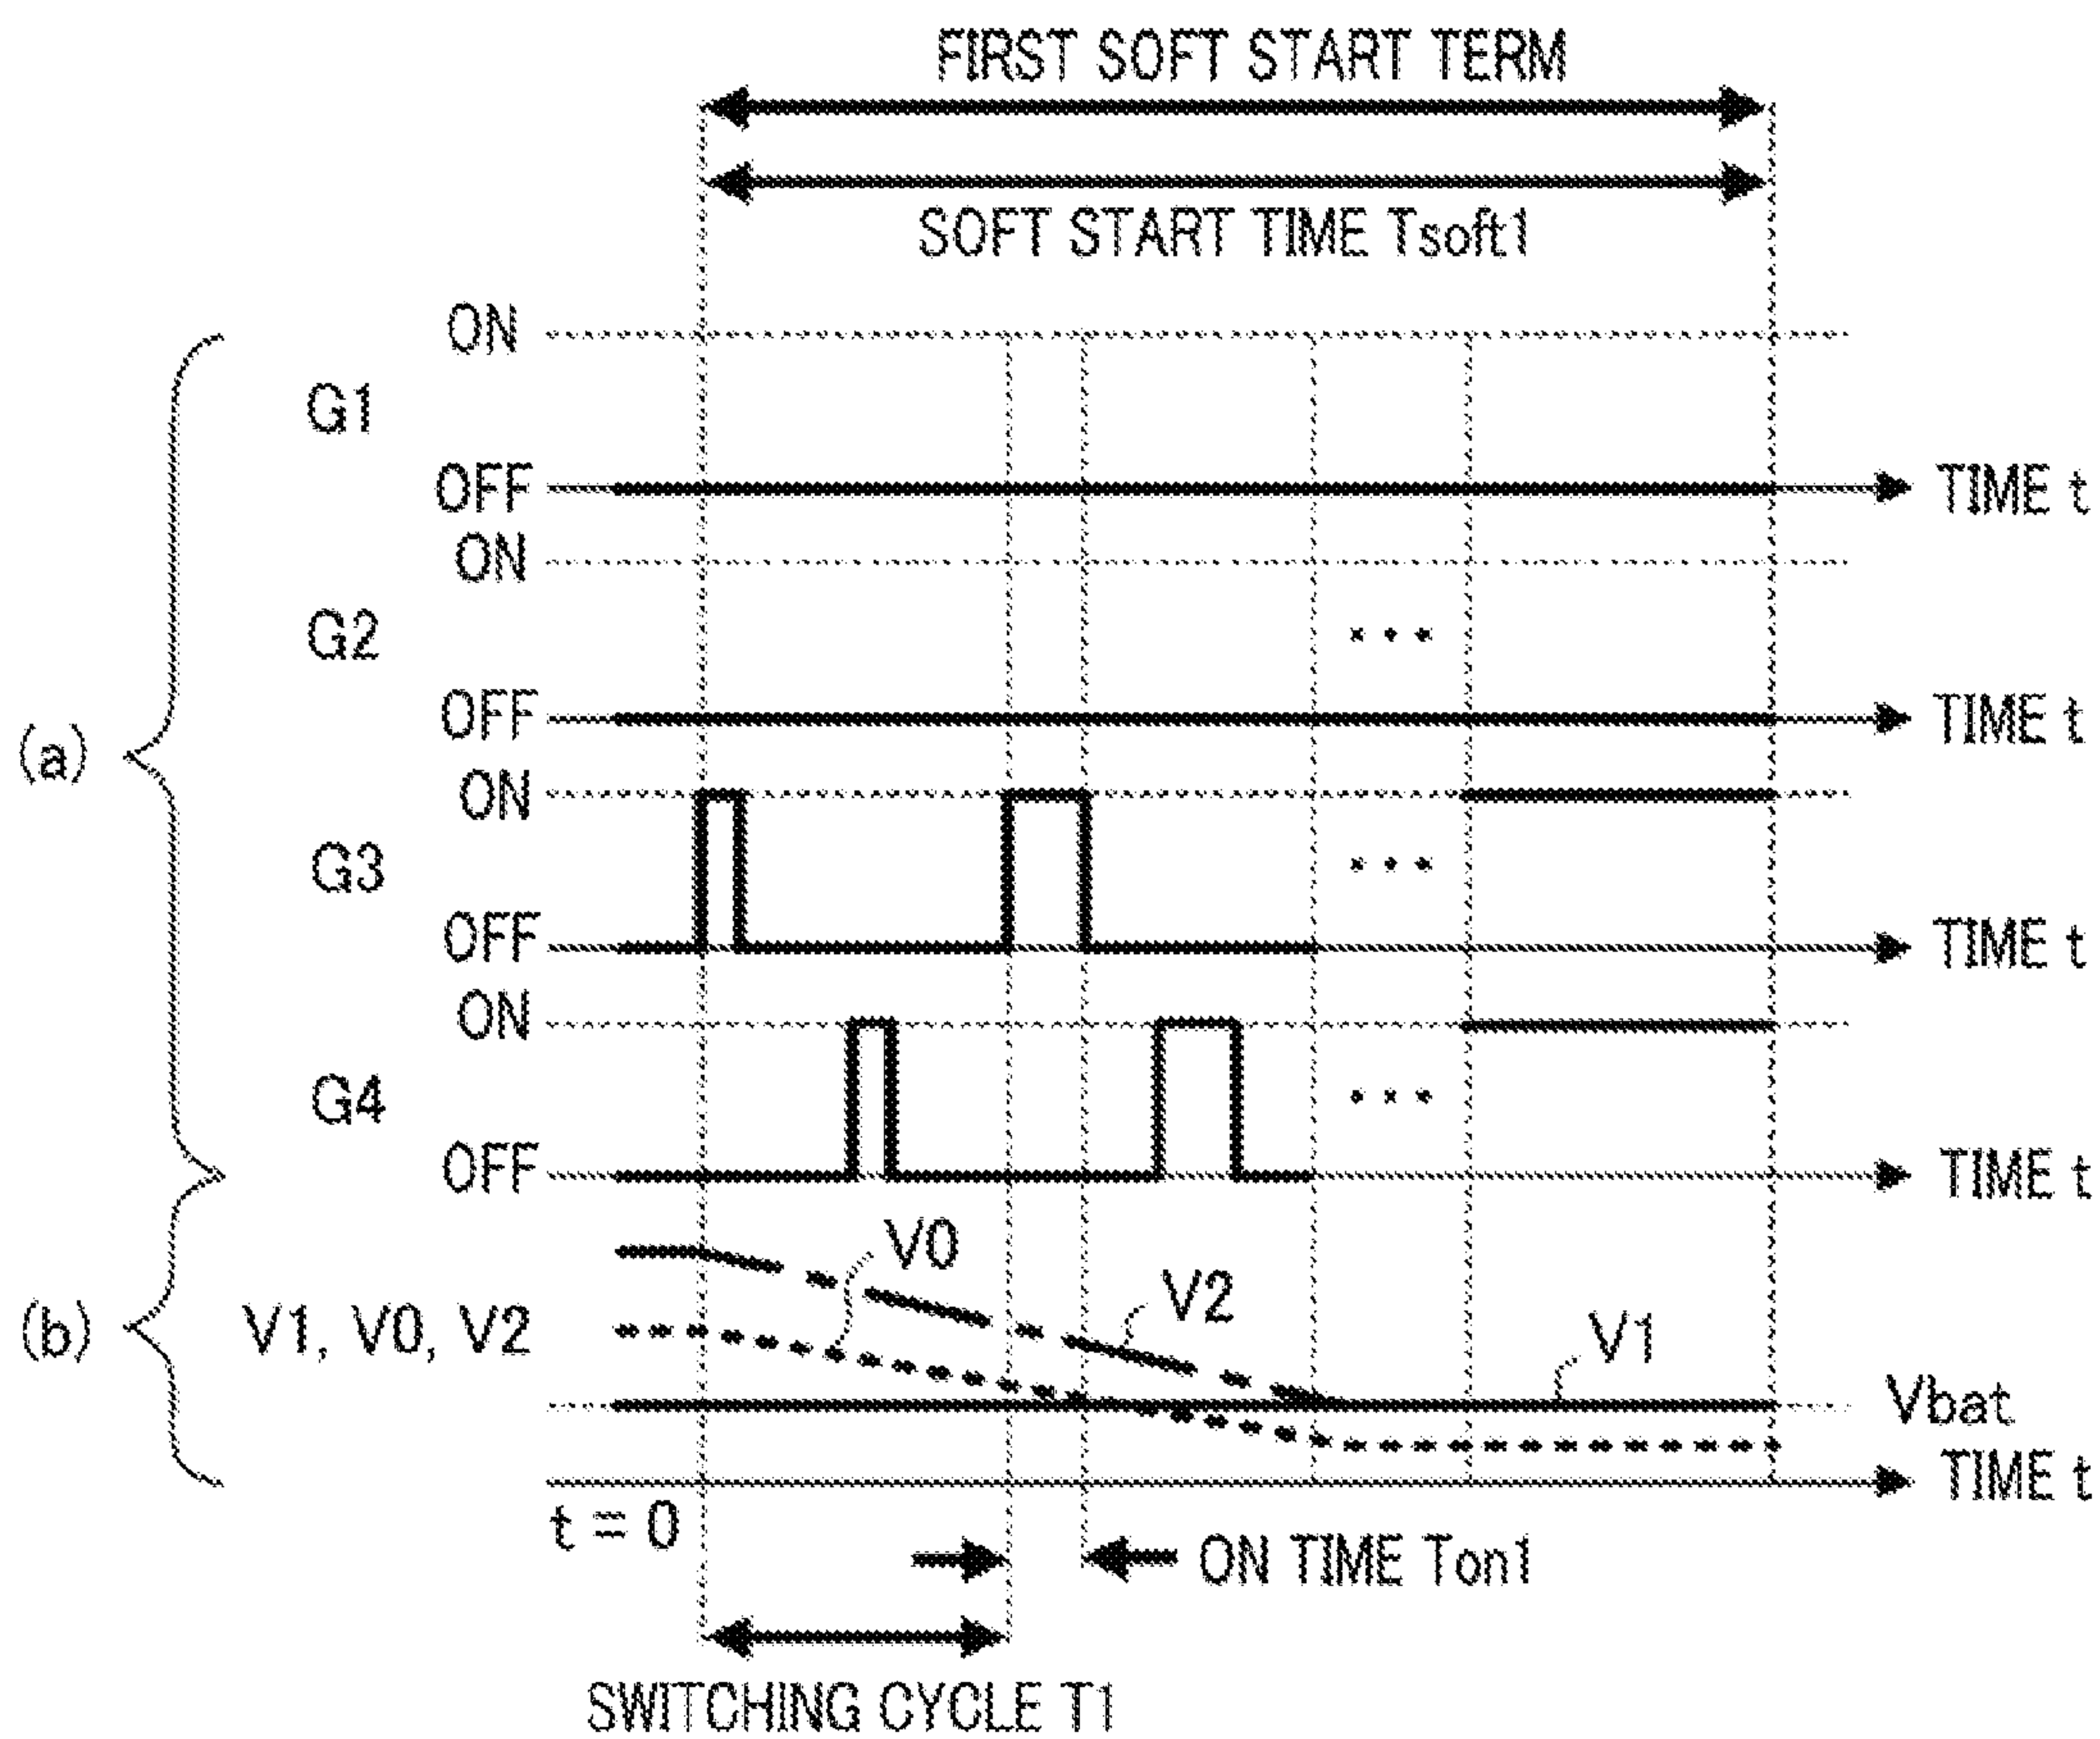 FIRST SOFT START TERM
SOFT START TIME Tsoft1
ON
G1
OFF
TIME t
ON
G2
...
OFF
TIME t
(a)
ON
G3
...
OFF
TIME t
ON
G4
...
OFF
TIME t
V0
V2
(b)
V1, V0, V2
V1
Vbat
TIME t
t = 0
ON TIME Ton1
SWITCHING CYCLE T1